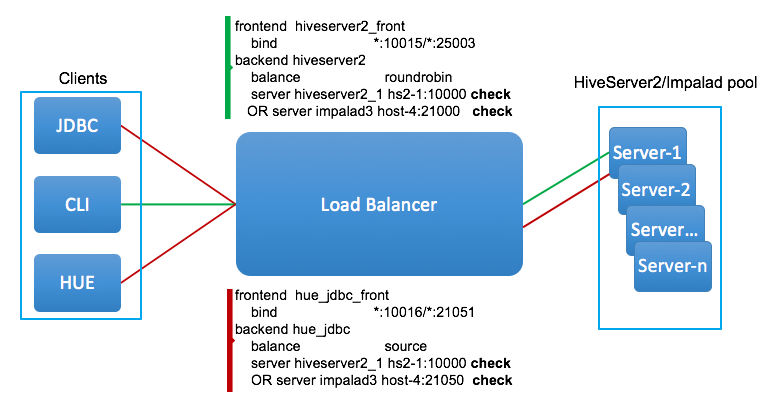 frontend hiveserver2_front
bind *:10015/*:25003
backend hiveserver2
balance roundrobin
server hiveserver2_1 hs2-1:10000 check
OR server impalad3 host-4:21000 check
Clients
HiveServer2/Impalad pool
JDBC
CLI
HUE
Load Balancer
Server-1
Server-2
Server...
Server-n
frontend hue_jdbc_front
bind *:10016/*:21051
backend hue_jdbc
balance source
server hiveserver2_1 hs2-1:10000 check
OR server impalad3 host-4:21050 check